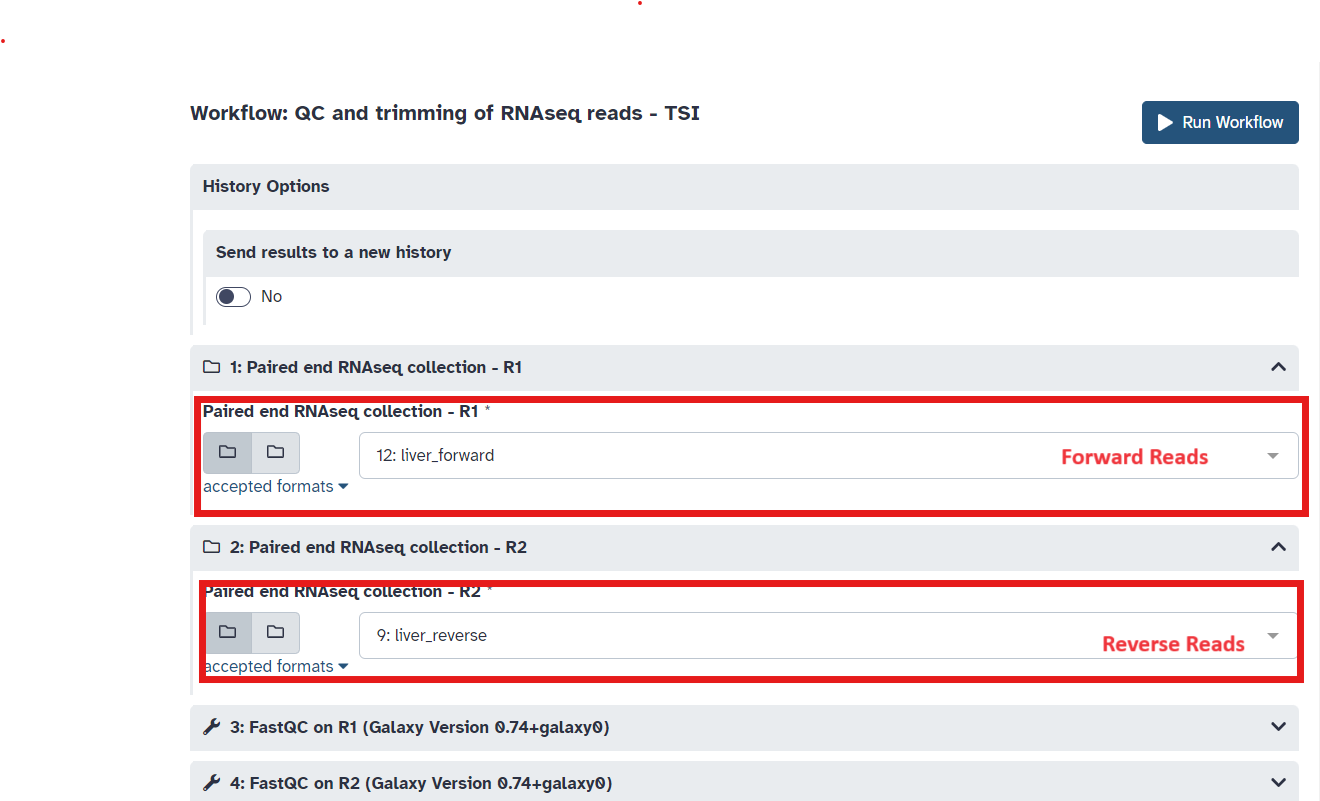 Workflow: QC and trimming of RNAseq reads - TSI
Run Workflow
History Options
Send results to a new history
No
1: Paired end RNAseq collection - R1
Paired end RNAseq collection - R1 *
12: liver_forward
Forward Reads
accepted formats
2: Paired end RNAseq collection - R2
Paired end RNAseq collection - R2 *
9: liver_reverse
Reverse Reads
accepted formats
3: FastQC on R1 (Galaxy Version 0.74+galaxy0)
4: FastQC on R2 (Galaxy Version 0.74+galaxy0)